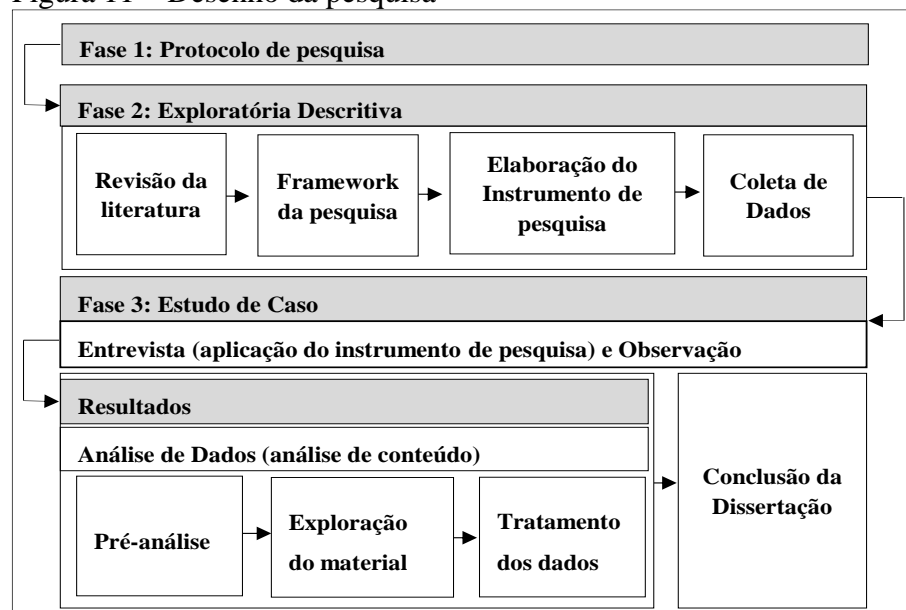 Figura 11 – Desenho da pesquisa
Fase 1: Protocolo de pesquisa
Fase 2: Exploratória Descritiva
Revisão da
literatura
Framework
da pesquisa
Elaboração do
Instrumento de
pesquisa
Coleta de
Dados
Fase 3: Estudo de Caso
Entrevista (aplicação do instrumento de pesquisa) e Observação
Resultados
Análise de Dados (análise de conteúdo)
Pré-análise
Exploração
do material
Tratamento
dos dados
Conclusão da
Dissertação